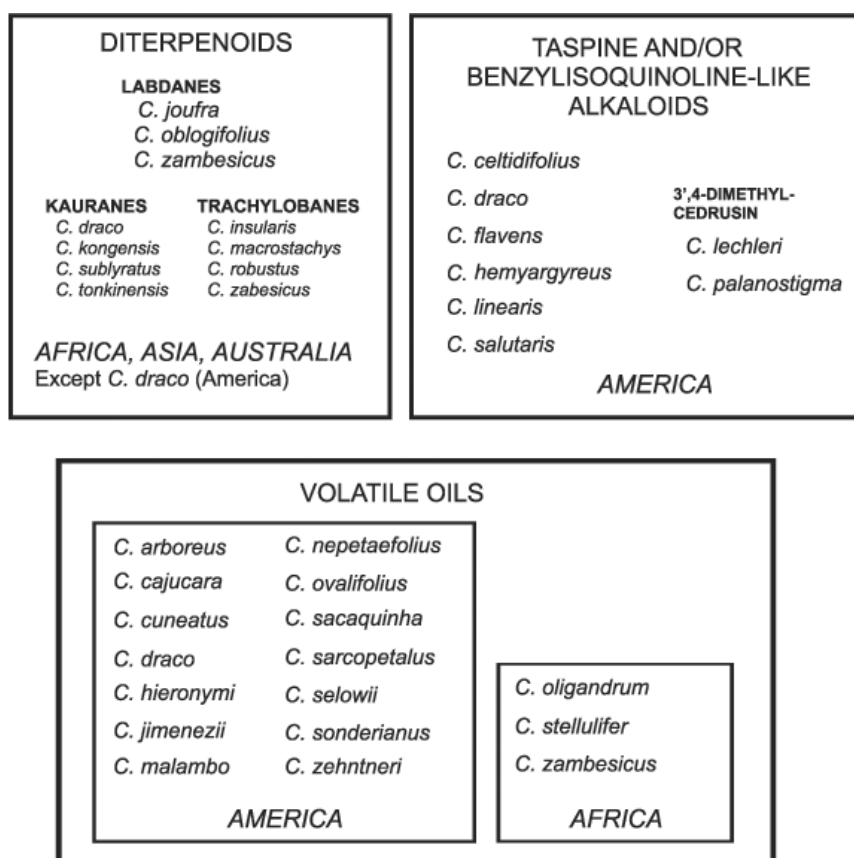 DITERPENOIDS
LABDANES
C. joufra
C. oblogifolius
C. zambesicus
KAURANES
C. draco
C. kongensis
C. sublyratus
C. tonkinensis
TRACHYLOBANES
C. insularis
C. macrostachys
C. robustus
C. zabesicus
AFRICA, ASIA, AUSTRALIA
Except C. draco (America)
TASPINE AND/OR
BENZYLISOQUINOLINE-LIKE
ALKALOIDS
C. celtidifolius
C. draco
C. flavens
C. hemyargyreus
C. linearis
C. salutaris
3',4-DIMETHYL-
CEDRUSIN
C. lechleri
C. palanostigma
AMERICA
VOLATILE OILS
C. arboreus
C. cajucara
C. cuneatus
C. draco
C. hieronymi
C. jimenezii
C. malambo
C. nepetaefolius
C. ovalifolius
C. sacaquinha
C. sarcopetalus
C. selowii
C. sonderianus
C. zehntneri
AMERICA
C. oligandrum
C. stellulifer
C. zambesicus
AFRICA